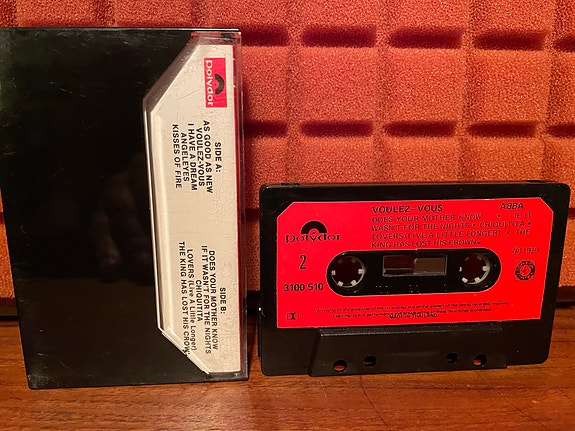 polydor
SIDE A:
AS GOOD AS NEW
VOULEZ-VOUS
I HAVE A DREAM
ANGELEYES
KISSES OF FIRE
SIDE B:
DOES YOUR MOTHER KNOW
IF IT WASN'T FOR THE NIGHTS
CHIQUITITA
LOVERS (Live A Little Longer)
THE KING HAS LOST HIS CROWN
polydor
2
3100 510
VOULEZ-VOUS ABBA
DOES YOUR MOTHER KNOW • IF IT
WASN'T FOR THE NIGHTS • CHIQUITITA •
LOVERS (LIVE A LITTLE LONGER) • THE
KING HAS LOST HIS CROWN.
℗ 1979